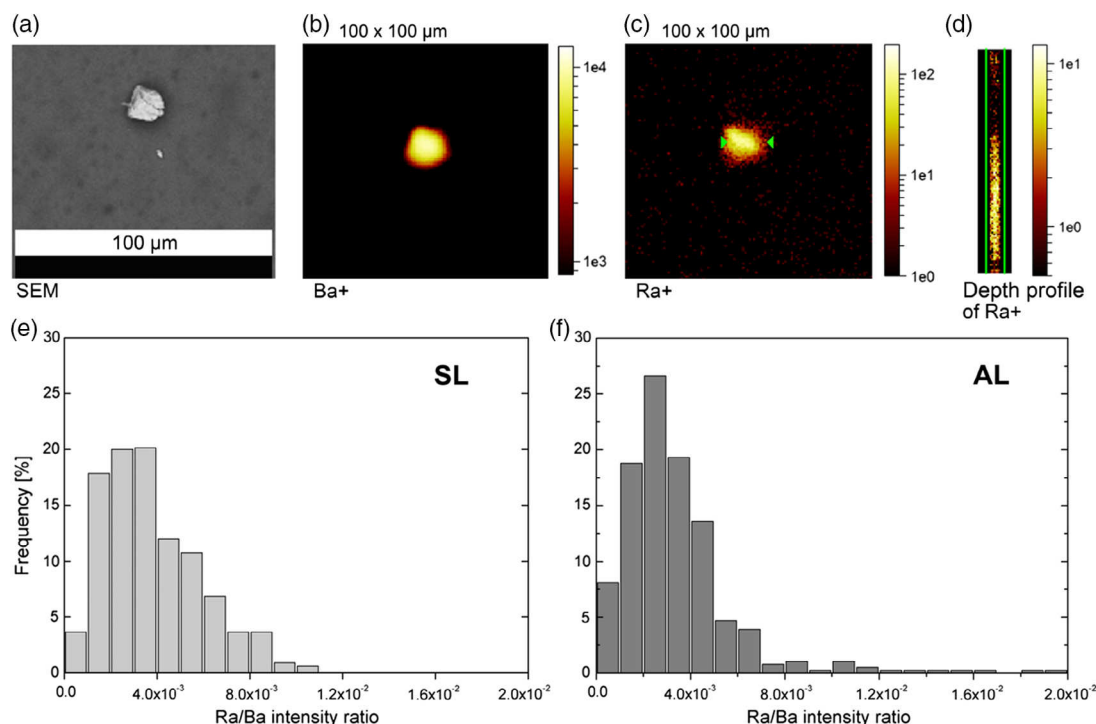 (a)
(b)
(c)
(d)
100 x 100 μm
100 x 100 μm
1e4
1e3
1e2
1e1
1e0
1e1
1e0
100 μm
SEM
Ba+
Ra+
Depth profile
of Ra+
(e)
30
25
20
15
10
5
0
Frequency [%]
SL
0.0
4.0x10⁻³
8.0x10⁻³
1.2x10⁻²
1.6x10⁻²
2.0x10⁻²
Ra/Ba intensity ratio
(f)
30
25
20
15
10
5
0
AL
0.0
4.0x10⁻³
8.0x10⁻³
1.2x10⁻²
1.6x10⁻²
2.0x10⁻²
Ra/Ba intensity ratio